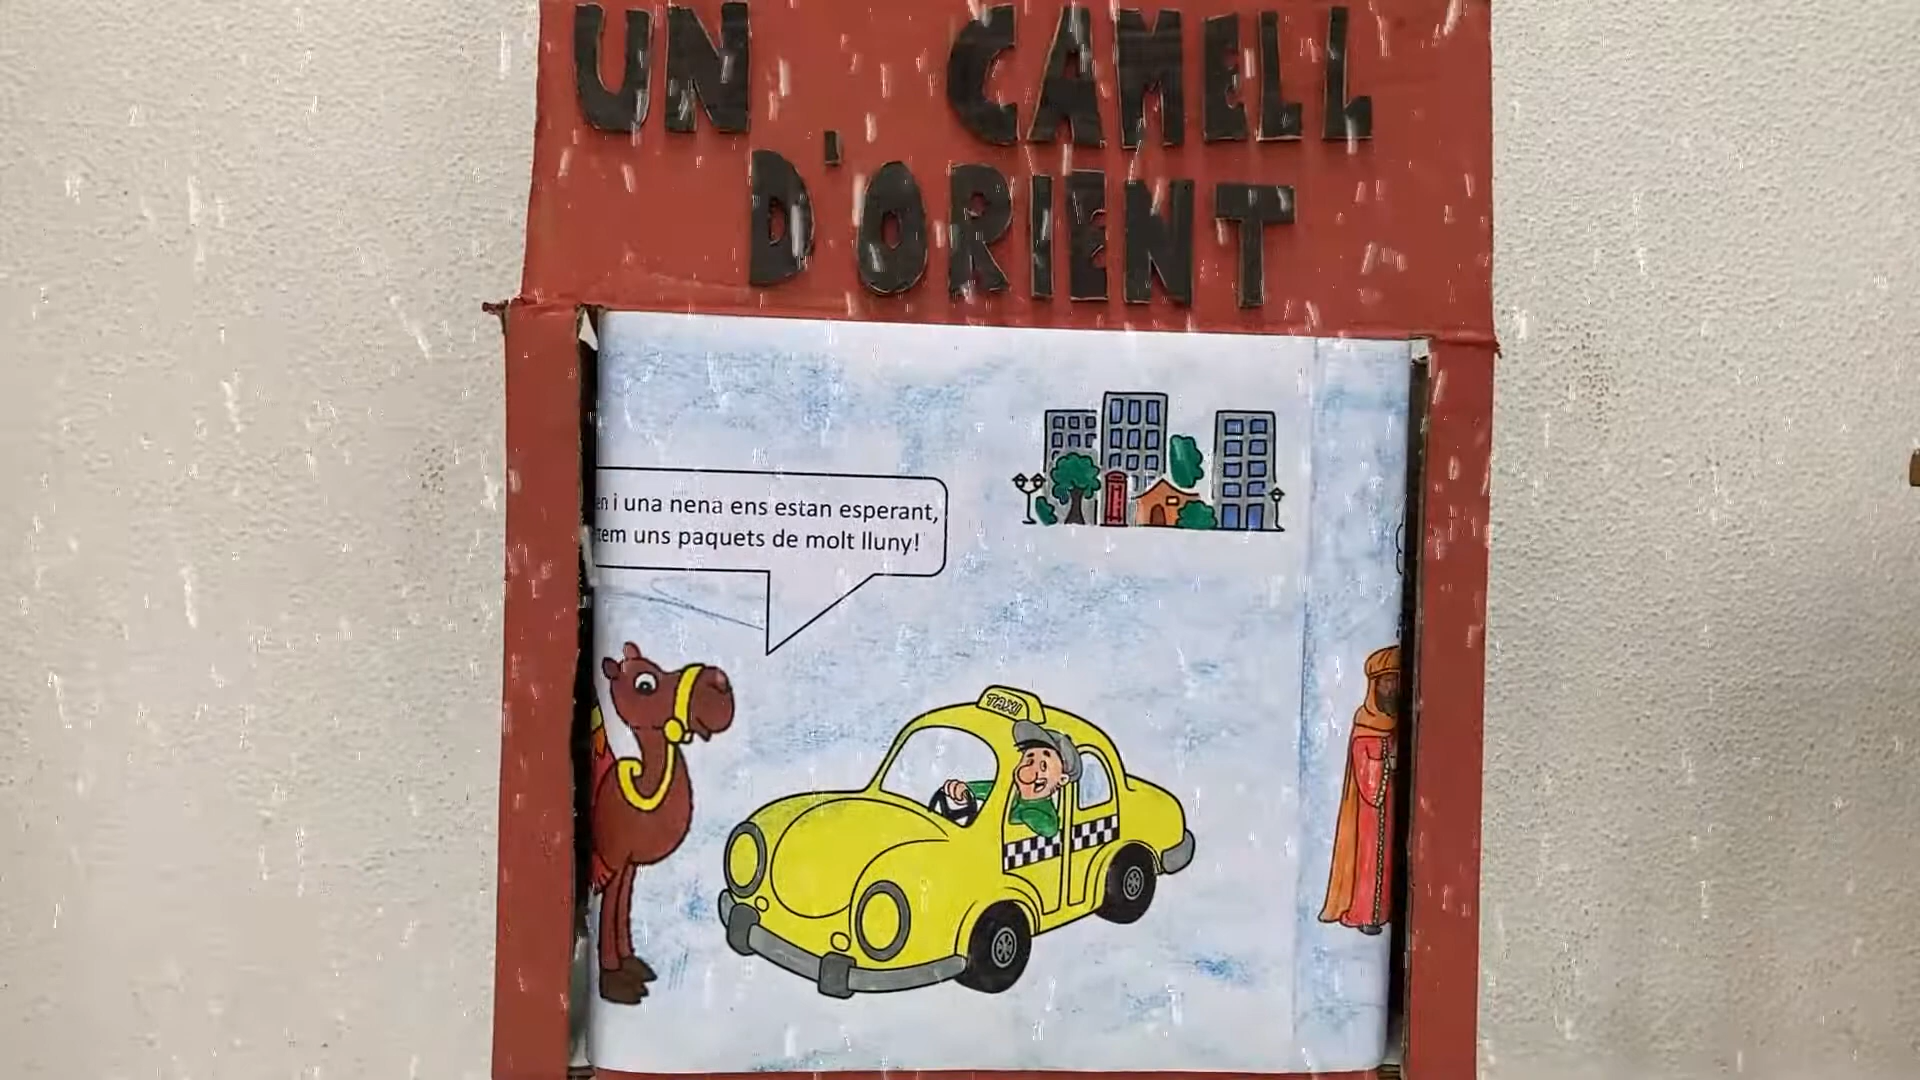 UN CAMELL
D'ORIENT
i una nena ens estan esperant,
uns paquets de molt lluny!
TAXI